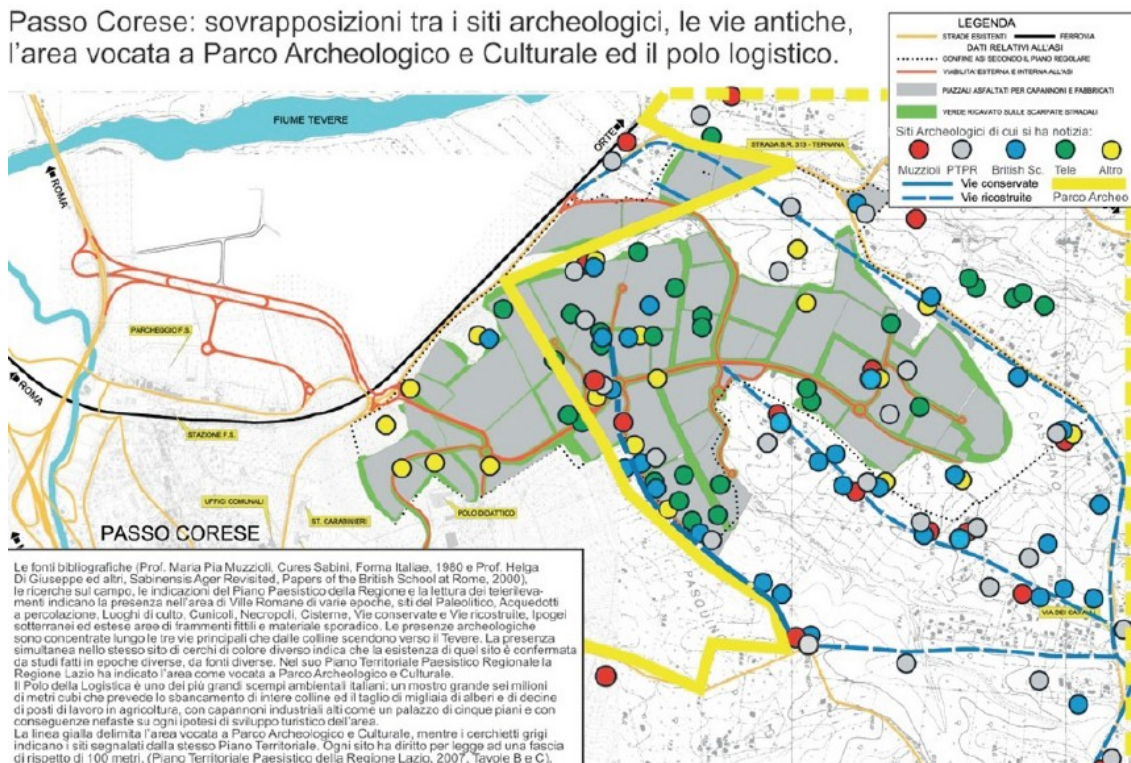 Passo Corese: sovrapposizioni tra i siti archeologici, le vie antiche,
l'area vocata a Parco Archeologico e Culturale ed il polo logistico.
LEGENDA
STRADE ESISTENTI
FERROVIA
DATI RELATIVI ALL'ASI
CONFINE ASI SECONDO IL PIANO REGOLARE
VIABILITA' ESTERNA E INTERNA ALL'ASI
PIAZZALI ASFALTATI PER CAPANNONI E FABBRICATI
VERDE RICAVATO SULLE SCARPATE STRADALI
Siti Archeologici di cui si ha notizia:
Muzzioli PTPR British Sc. Tele Altro
Vie conservate
Vie ricostruite
Parco Archeo
FIUME TEVERE
ORTE
STRADA S.R. 313 - TERNANA
ROMA
ROMA
PARCHEGGIO F.S.
STAZIONE F.S.
UFFICI COMUNALI
ST. CARABINIERI
POLO DIDATTICO
PASSO CORESE
VIA DEI CASALI
Le fonti bibliografiche (Prof. Maria Pia Muzzioli, Cures Sabini, Forma Italiae, 1980 e Prof. Helga
Di Giuseppe ed altri, Sabinensis Ager Revisited, Papers of the British School at Rome, 2000),
le ricerche sul campo, le indicazioni del Piano Paesistico della Regione e la lettura dei telerileva-
menti indicano la presenza nell'area di Ville Romane di varie epoche, siti del Paleolitico, Acquedotti
a percolazione, Luoghi di culto, Cunicoli, Necropoli, Cisterne, Vie conservate e Vie ricostruite, Ipogei
sotterranei ed estese aree di frammenti fittili e materiale sporadico. Le presenze archeologiche
sono concentrate lungo le tre vie principali che dalle colline scendono verso il Tevere. La presenza
simultanea nello stesso sito di cerchi di colore diverso indica che la esistenza di quel sito è confermata
da studi fatti in epoche diverse, da fonti diverse. Nel suo Piano Territoriale Paesistico Regionale la
Regione Lazio ha indicato l'area come vocata a Parco Archeologico e Culturale.
Il Polo della Logistica è uno dei più grandi scempi ambientali italiani: un mostro grande sei milioni
di metri cubi che prevede lo sbancamento di intere colline ed il taglio di migliaia di alberi e di decine
di posti di lavoro in agricoltura, con capannoni industriali alti come un palazzo di cinque piani e con
conseguenze nefaste su ogni ipotesi di sviluppo turistico dell'area.
La linea gialla delimita l'area vocata a Parco Archeologico e Culturale, mentre i cerchietti grigi
indicano i siti segnalati dalla stesso Piano Territoriale. Ogni sito ha diritto per legge ad una fascia
di rispetto di 100 metri. (Piano Territoriale Paesistico della Regione Lazio, 2007, Tavole B e C).